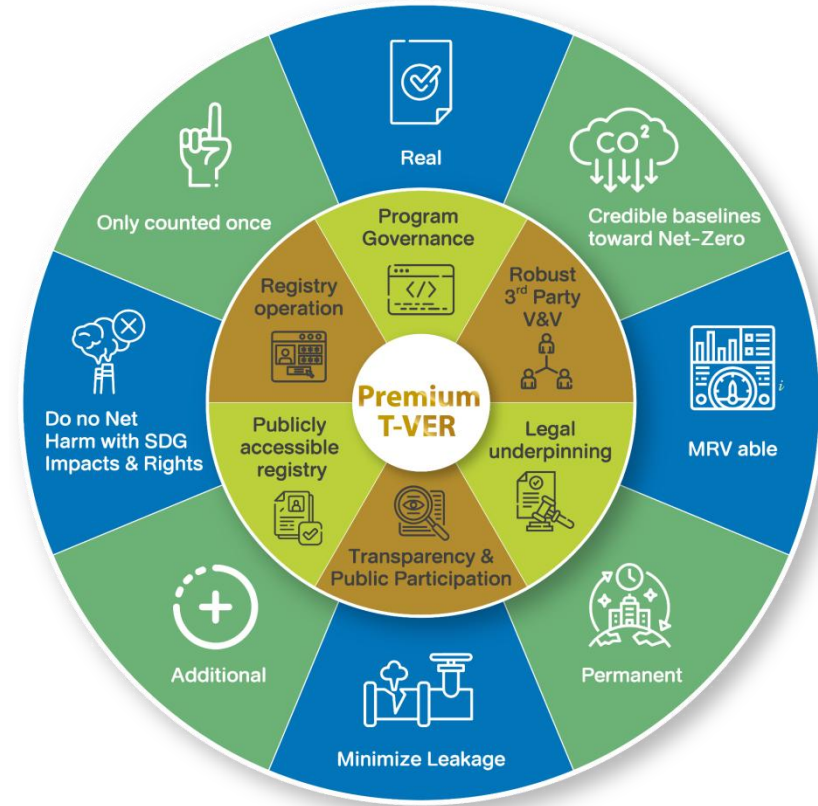 Real
CO²
Credible baselines
toward Net-Zero
MRV able
i
Permanent
Minimize Leakage
Additional
Do no Net
Harm with SDG
Impacts & Rights
Only counted once
Program
Governance
</>
Robust
3rd Party
V&V
Legal
underpinning
Transparency &
Public Participation
Publicly
accessible
registry
Registry
operation
Premium
T-VER